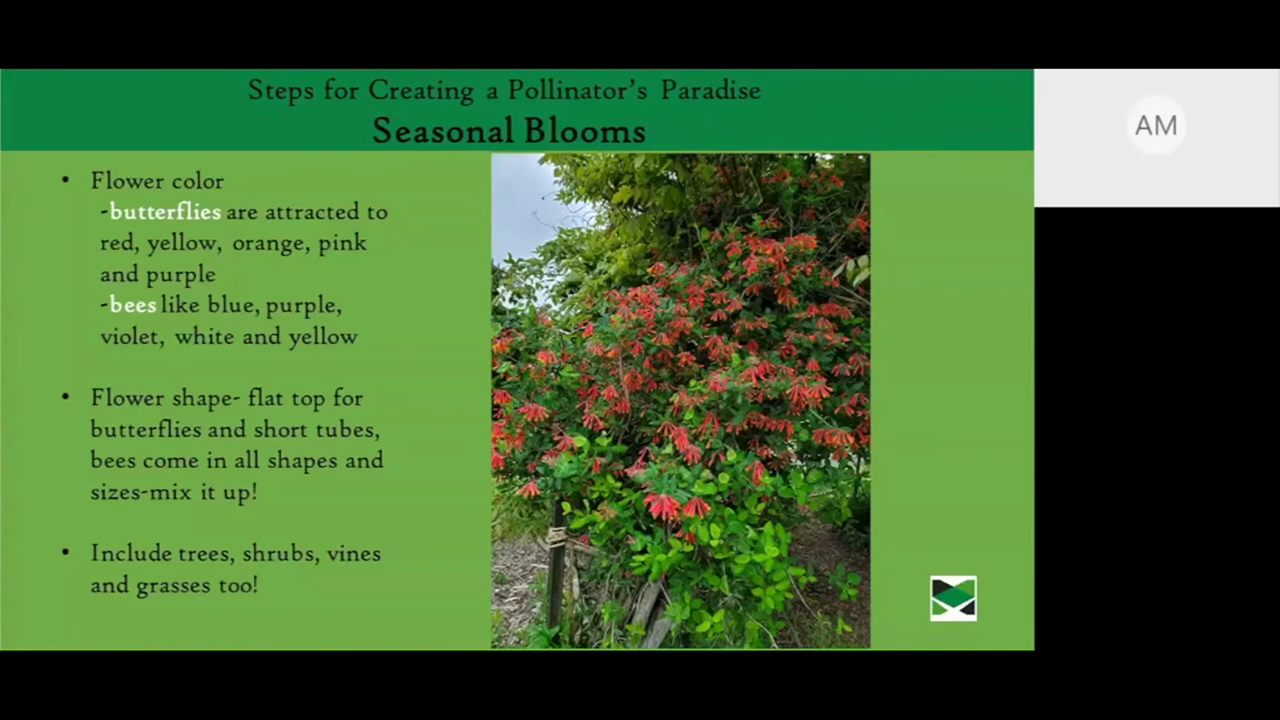 Steps for Creating a Pollinator's Paradise
Seasonal Blooms
AM
• Flower color
-butterflies are attracted to
red, yellow, orange, pink
and purple
-bees like blue, purple,
violet, white and yellow
• Flower shape- flat top for
butterflies and short tubes,
bees come in all shapes and
sizes-mix it up!
• Include trees, shrubs, vines
and grasses too!